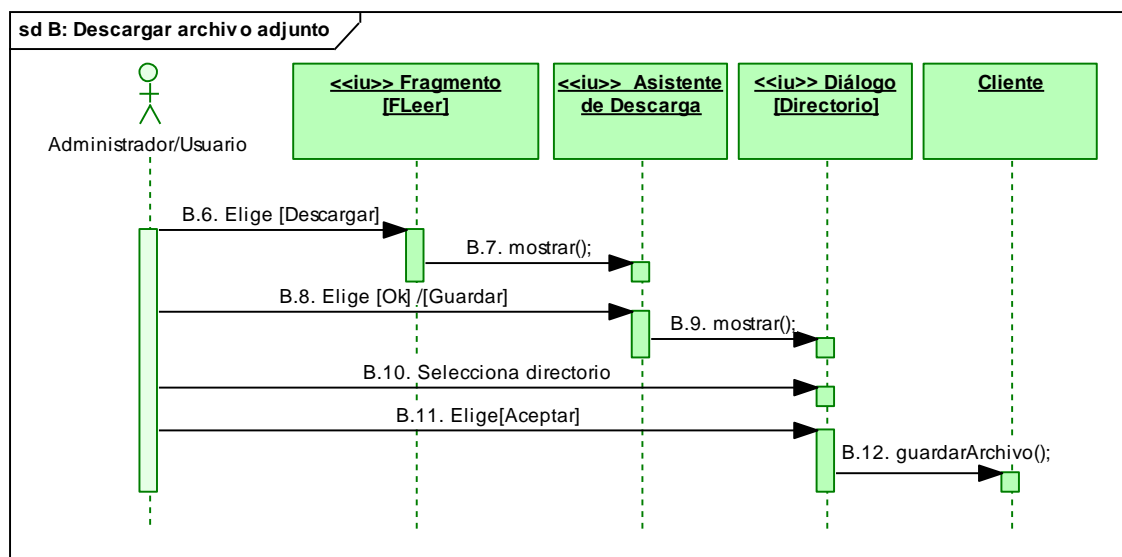 sd B: Descargar archivo adjunto
Administrador/Usuario
<<iu>> Fragmento
[FLeer]
<<iu>> Asistente
de Descarga
<<iu>> Diálogo
[Directorio]
Cliente
B.6. Elige [Descargar]
B.7. mostrar();
B.8. Elige [Ok] /[Guardar]
B.9. mostrar();
B.10. Selecciona directorio
B.11. Elige[Aceptar]
B.12. guardarArchivo();